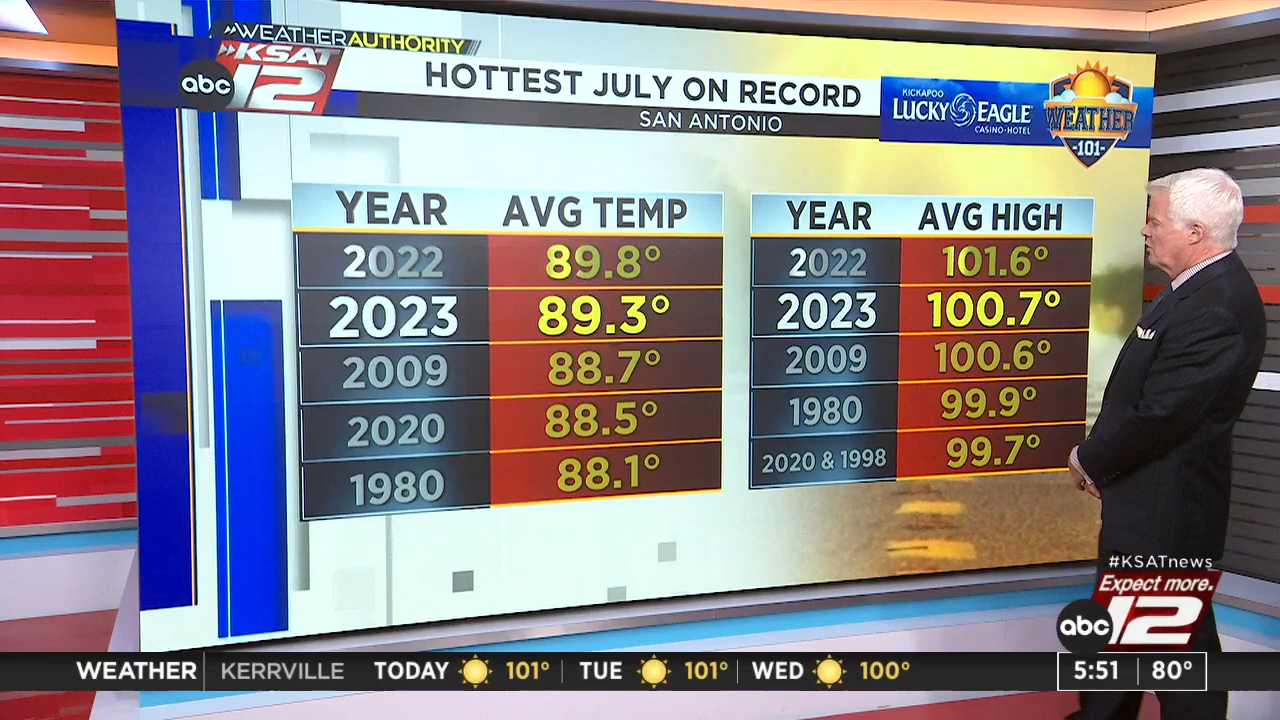 »WEATHERAUTHORITY
»KSAT
abc 12
HOTTEST JULY ON RECORD
SAN ANTONIO
KICKAPOO
LUCKY EAGLE
CASINO·HOTEL
WEATHER
-101-
YEAR AVG TEMP
2022 89.8°
2023 89.3°
2009 88.7°
2020 88.5°
1980 88.1°
YEAR AVG HIGH
2022 101.6°
2023 100.7°
2009 100.6°
1980 99.9°
2020 & 1998 99.7°
#KSATnews
Expect more.
abc 12
WEATHER KERRVILLE TODAY 101° TUE 101° WED 100° 5:51 80°